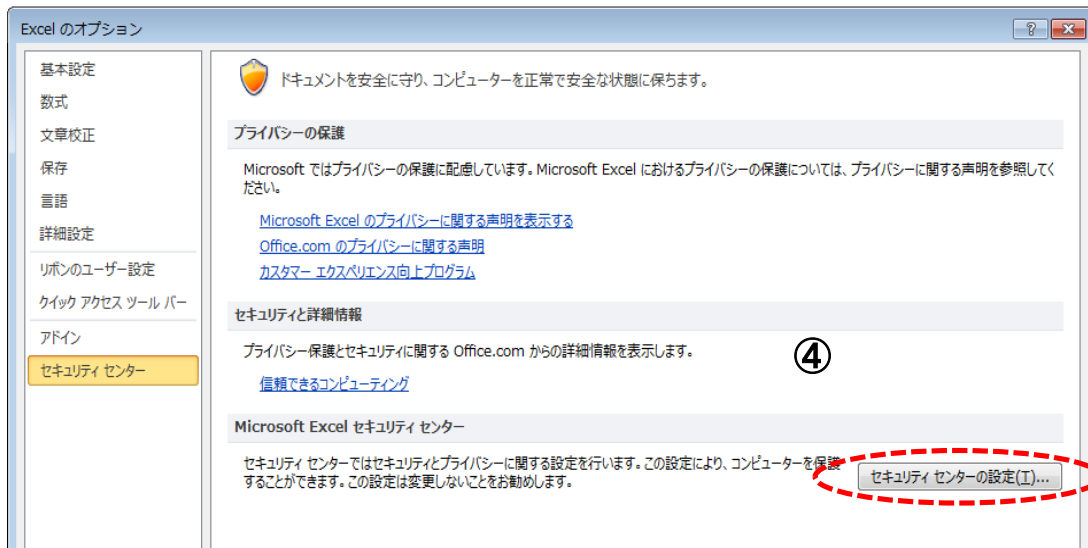 Excel のオプション
基本設定
数式
文章校正
保存
言語
詳細設定
リボンのユーザー設定
クイック アクセス ツール バー
アドイン
セキュリティ センター
ドキュメントを安全に守り、コンピューターを正常で安全な状態に保ちます。
プライバシーの保護
Microsoft ではプライバシーの保護に配慮しています。Microsoft Excel におけるプライバシーの保護については、プライバシーに関する声明を参照してく
ださい。
Microsoft Excel のプライバシーに関する声明を表示する
Office.com のプライバシーに関する声明
カスタマー エクスペリエンス向上プログラム
セキュリティと詳細情報
プライバシー保護とセキュリティに関する Office.com からの詳細情報を表示します。
④
信頼できるコンピューティング
Microsoft Excel セキュリティ センター
セキュリティ センターではセキュリティとプライバシーに関する設定を行います。この設定により、コンピューターを保護
することができます。この設定は変更しないことをお勧めします。
セキュリティ センターの設定(T)...